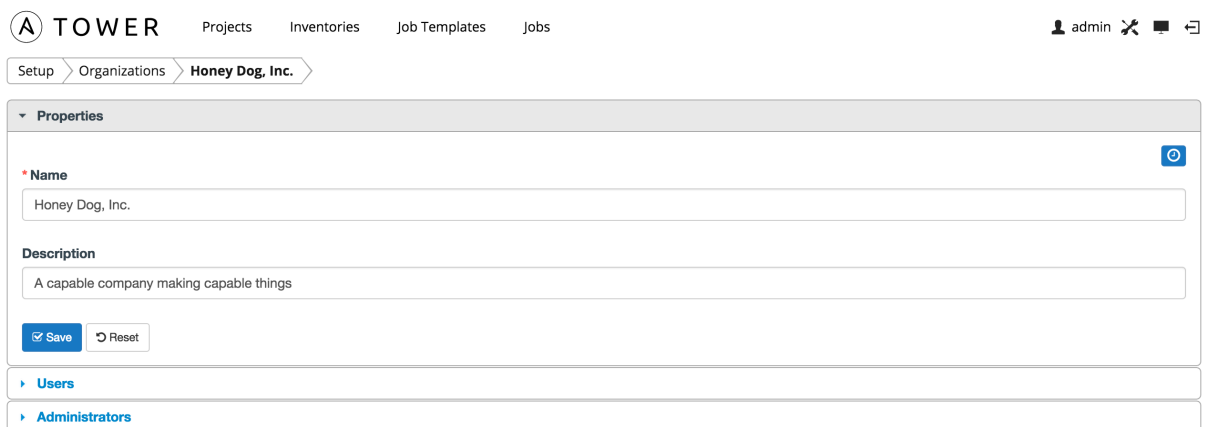 A TOWER Projects Inventories Job Templates Jobs admin
Setup Organizations Honey Dog, Inc.
Properties
* Name
Honey Dog, Inc.
Description
A capable company making capable things
Save Reset
Users
Administrators